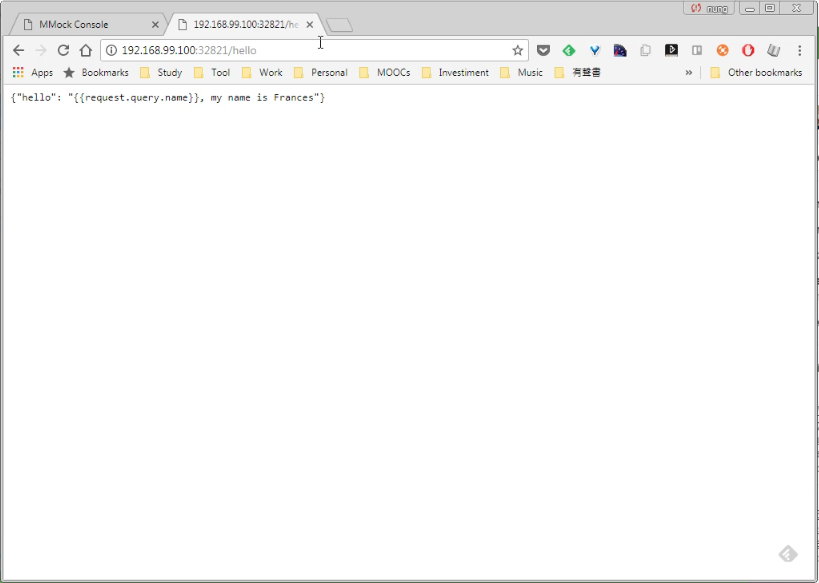 nung
MMock Console
192.168.99.100:32821/he
192.168.99.100:32821/hello
Apps Bookmarks Study Tool Work Personal MOOCs Investiment Music 有聲書 » Other bookmarks
{"hello": "{{request.query.name}}, my name is Frances"}